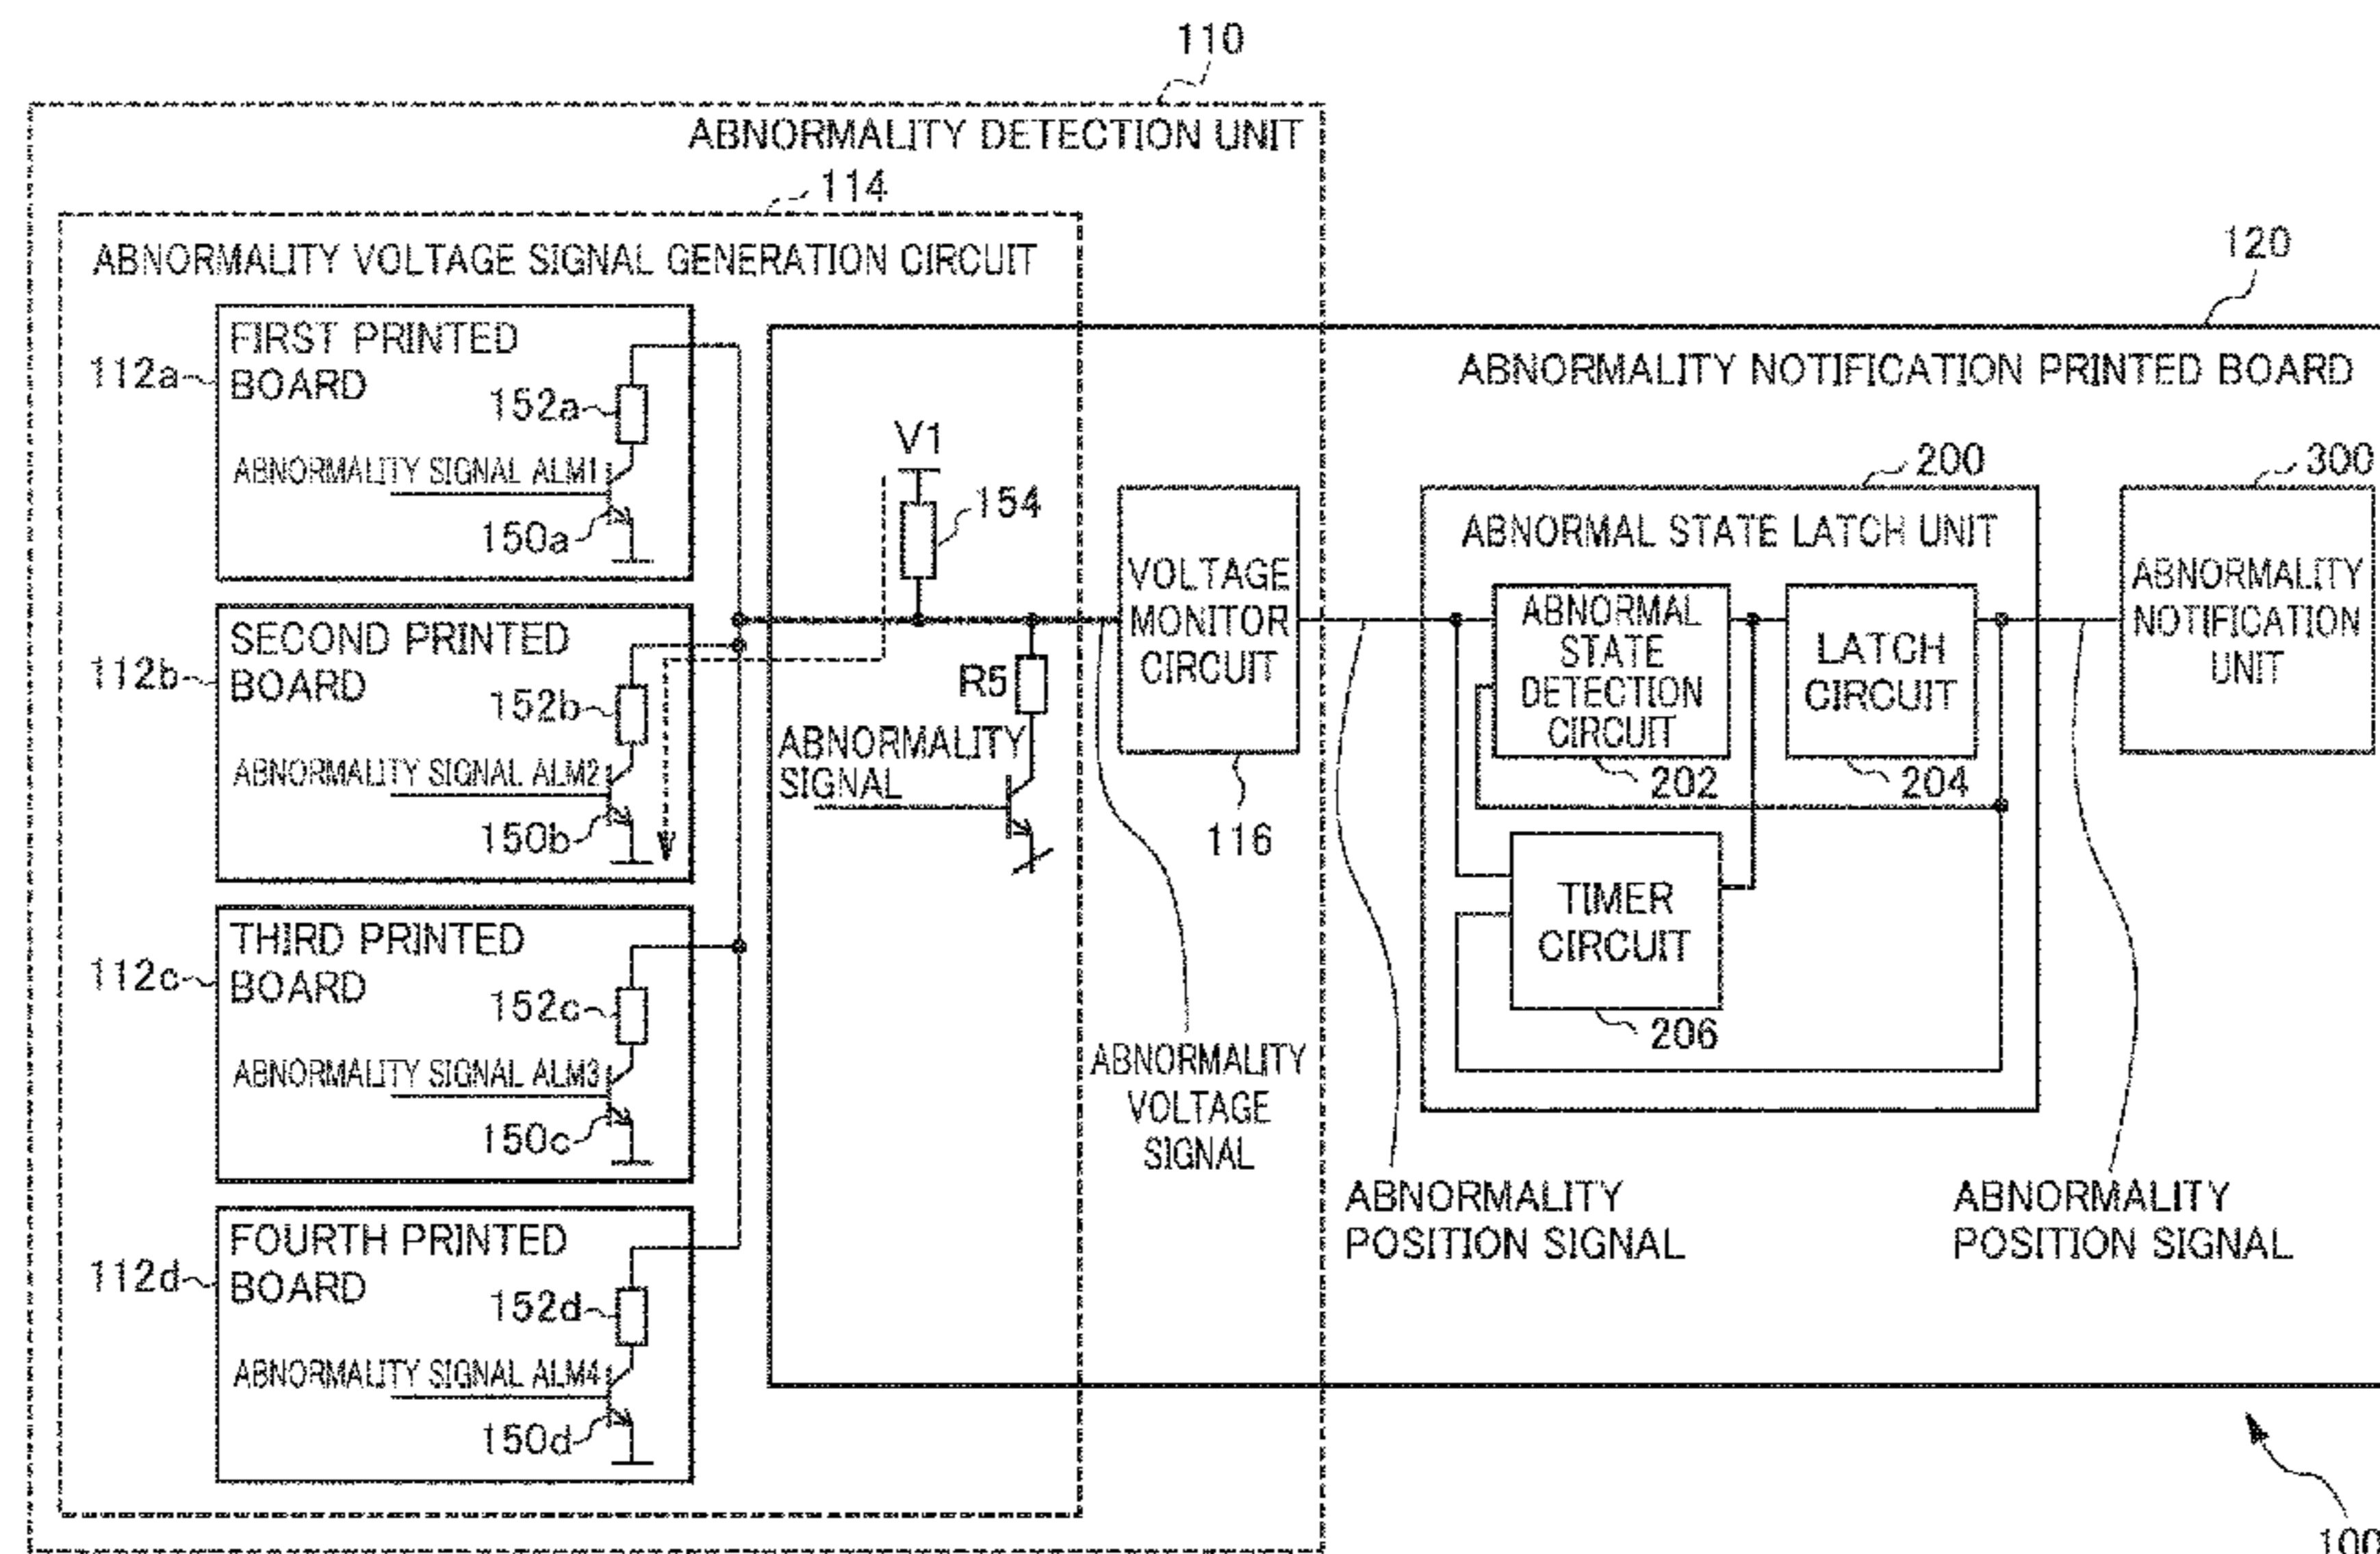 110
ABNORMALITY DETECTION UNIT
114
ABNORMALITY VOLTAGE SIGNAL GENERATION CIRCUIT
112a
FIRST PRINTED
BOARD
152a
ABNORMALITY SIGNAL ALM1
150a
112b
SECOND PRINTED
BOARD
152b
ABNORMALITY SIGNAL ALM2
150b
112c
THIRD PRINTED
BOARD
152c
ABNORMALITY SIGNAL ALM3
150c
112d
FOURTH PRINTED
BOARD
152d
ABNORMALITY SIGNAL ALM4
150d
V1
154
R5
ABNORMALITY
SIGNAL
VOLTAGE
MONITOR
CIRCUIT
116
ABNORMALITY
VOLTAGE
SIGNAL
120
ABNORMALITY NOTIFICATION PRINTED BOARD
200
ABNORMAL STATE LATCH UNIT
ABNORMAL
STATE
DETECTION
CIRCUIT
202
LATCH
CIRCUIT
204
TIMER
CIRCUIT
206
300
ABNORMALITY
NOTIFICATION
UNIT
ABNORMALITY
POSITION SIGNAL
ABNORMALITY
POSITION SIGNAL
100